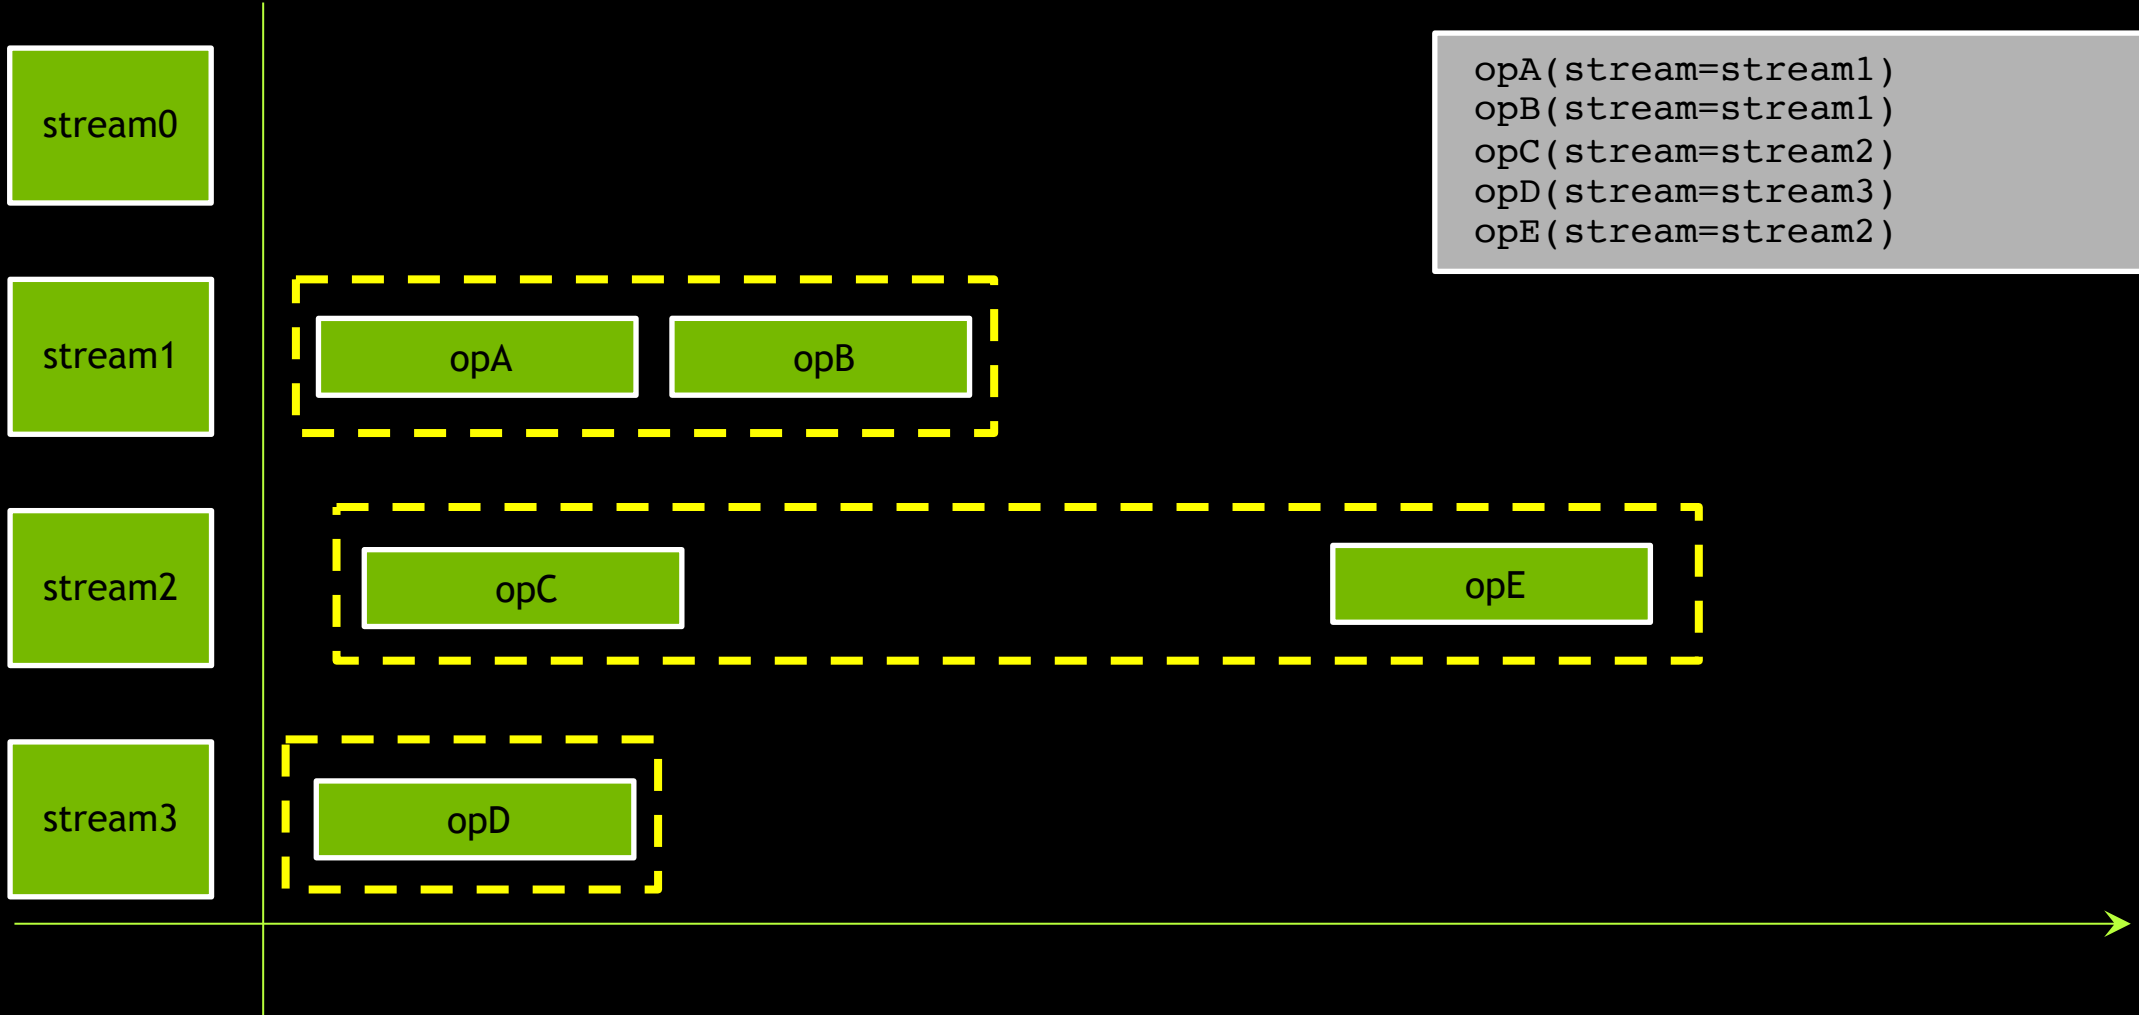 stream0
opA(stream=stream1)
opB(stream=stream1)
opC(stream=stream2)
opD(stream=stream3)
opE(stream=stream2)
stream1
opA
opB
stream2
opC
opE
stream3
opD